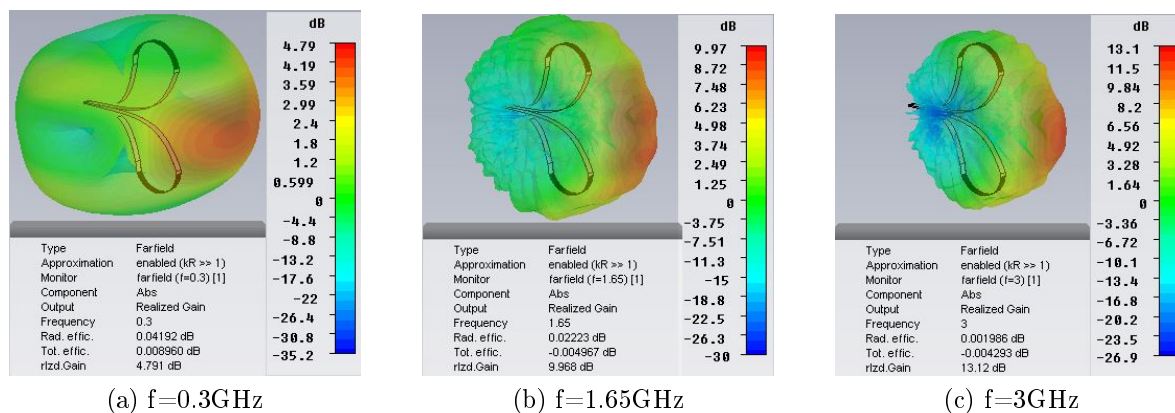 dB
4.79
4.19
3.59
2.99
2.4
1.8
1.2
0.599
0
-4.4
-8.8
-13.2
-17.6
-22
-26.4
-30.8
-35.2
Type Farfield
Approximation enabled (kR >> 1)
Monitor farfield (f=0.3) [1]
Component Abs
Output Realized Gain
Frequency 0.3
Rad. effic. 0.04192 dB
Tot. effic. 0.008960 dB
rlzd.Gain 4.791 dB
(a) f=0.3GHz
dB
9.97
8.72
7.48
6.23
4.98
3.74
2.49
1.25
0
-3.75
-7.51
-11.3
-15
-18.8
-22.5
-26.3
-30
Type Farfield
Approximation enabled (kR >> 1)
Monitor farfield (f=1.65) [1]
Component Abs
Output Realized Gain
Frequency 1.65
Rad. effic. 0.02223 dB
Tot. effic. -0.004967 dB
rlzd.Gain 9.968 dB
(b) f=1.65GHz
dB
13.1
11.5
9.84
8.2
6.56
4.92
3.28
1.64
0
-3.36
-6.72
-10.1
-13.4
-16.8
-20.2
-23.5
-26.9
Type Farfield
Approximation enabled (kR >> 1)
Monitor farfield (f=3) [1]
Component Abs
Output Realized Gain
Frequency 3
Rad. effic. 0.001986 dB
Tot. effic. -0.004293 dB
rlzd.Gain 13.12 dB
(c) f=3GHz